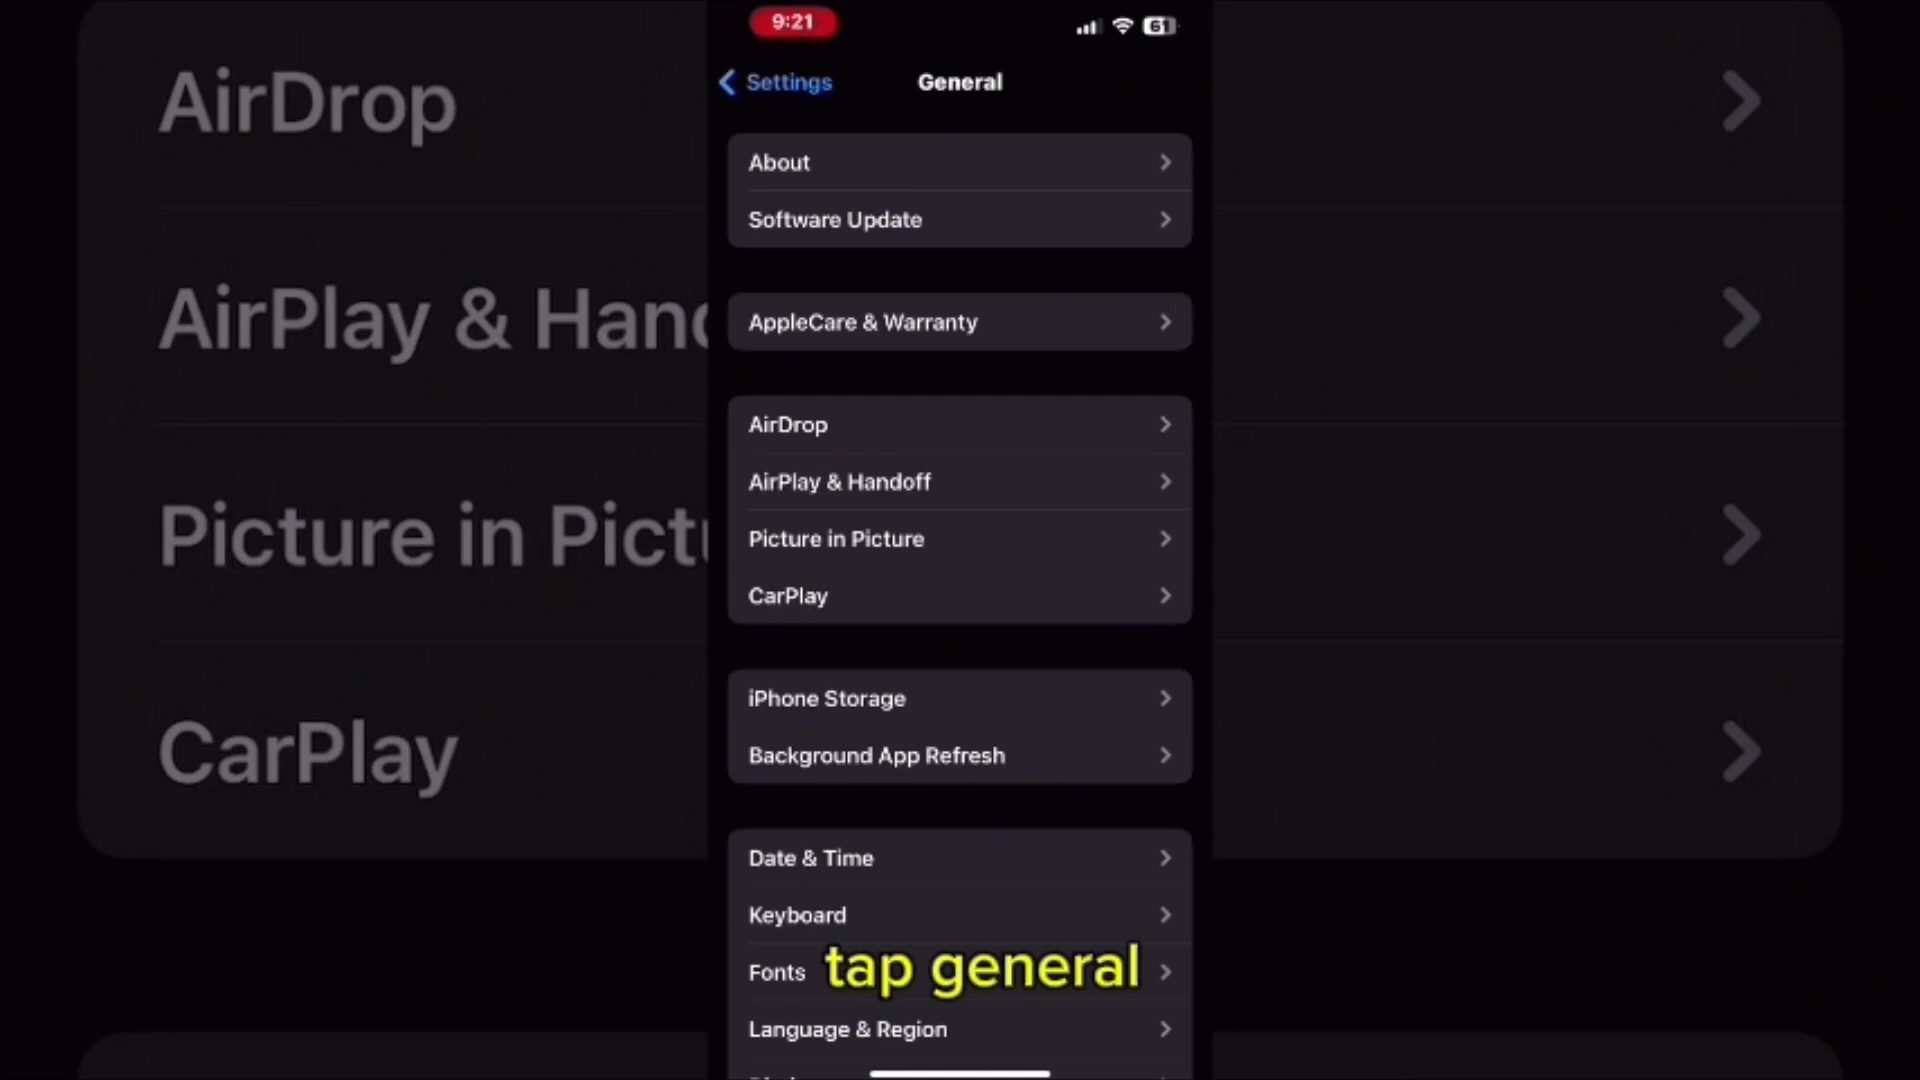 9:21
61
Settings
General
About
Software Update
AppleCare & Warranty
AirDrop
AirPlay & Handoff
Picture in Picture
CarPlay
iPhone Storage
Background App Refresh
Date & Time
Keyboard
Fonts
tap general
Language & Region
AirDrop
AirPlay & Hand
Picture in Pict
CarPlay